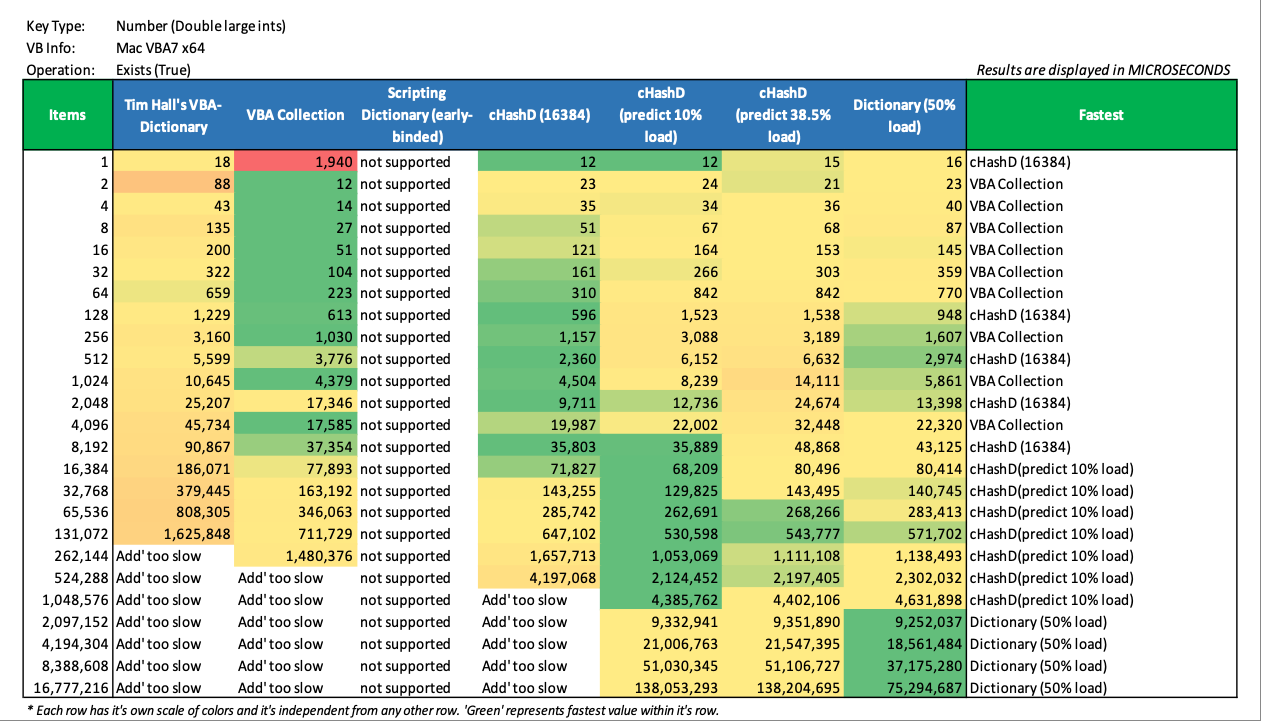 Key Type: Number (Double large ints)
VB Info: Mac VBA7 x64
Operation: Exists (True) Results are displayed in MICROSECONDS
Items Tim Hall's VBA-Dictionary VBA Collection Scripting Dictionary (early-binded) cHashD (16384) cHashD (predict 10% load) cHashD (predict 38.5% load) Dictionary (50% load) Fastest
1 18 1,940 not supported 12 12 15 16 cHashD (16384)
2 88 12 not supported 23 24 21 23 VBA Collection
4 43 14 not supported 35 34 36 40 VBA Collection
8 135 27 not supported 51 67 68 87 VBA Collection
16 200 51 not supported 121 164 153 145 VBA Collection
32 322 104 not supported 161 266 303 359 VBA Collection
64 659 223 not supported 310 842 842 770 VBA Collection
128 1,229 613 not supported 596 1,523 1,538 948 cHashD (16384)
256 3,160 1,030 not supported 1,157 3,088 3,189 1,607 VBA Collection
512 5,599 3,776 not supported 2,360 6,152 6,632 2,974 cHashD (16384)
1,024 10,645 4,379 not supported 4,504 8,239 14,111 5,861 VBA Collection
2,048 25,207 17,346 not supported 9,711 12,736 24,674 13,398 cHashD (16384)
4,096 45,734 17,585 not supported 19,987 22,002 32,448 22,320 VBA Collection
8,192 90,867 37,354 not supported 35,803 35,889 48,868 43,125 cHashD (16384)
16,384 186,071 77,893 not supported 71,827 68,209 80,496 80,414 cHashD(predict 10% load)
32,768 379,445 163,192 not supported 143,255 129,825 143,495 140,745 cHashD(predict 10% load)
65,536 808,305 346,063 not supported 285,742 262,691 268,266 283,413 cHashD(predict 10% load)
131,072 1,625,848 711,729 not supported 647,102 530,598 543,777 571,702 cHashD(predict 10% load)
262,144 Add' too slow 1,480,376 not supported 1,657,713 1,053,069 1,111,108 1,138,493 cHashD(predict 10% load)
524,288 Add' too slow Add' too slow not supported 4,197,068 2,124,452 2,197,405 2,302,032 cHashD(predict 10% load)
1,048,576 Add' too slow Add' too slow not supported Add' too slow 4,385,762 4,402,106 4,631,898 cHashD(predict 10% load)
2,097,152 Add' too slow Add' too slow not supported Add' too slow 9,332,941 9,351,890 9,252,037 Dictionary (50% load)
4,194,304 Add' too slow Add' too slow not supported Add' too slow 21,006,763 21,547,395 18,561,484 Dictionary (50% load)
8,388,608 Add' too slow Add' too slow not supported Add' too slow 51,030,345 51,106,727 37,175,280 Dictionary (50% load)
16,777,216 Add' too slow Add' too slow not supported Add' too slow 138,053,293 138,204,695 75,294,687 Dictionary (50% load)
* Each row has it's own scale of colors and it's independent from any other row. 'Green' represents fastest value within it's row.